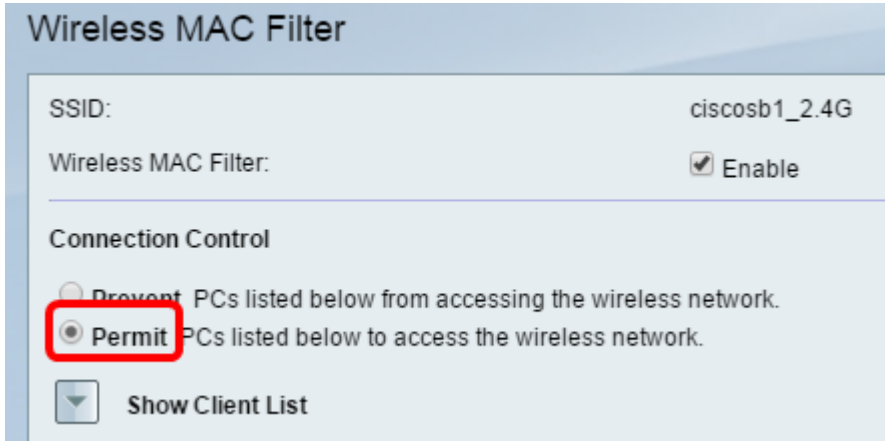 Wireless MAC Filter
SSID: ciscosb1_2.4G
Wireless MAC Filter: Enable
Connection Control
Prevent PCs listed below from accessing the wireless network.
Permit PCs listed below to access the wireless network.
Show Client List